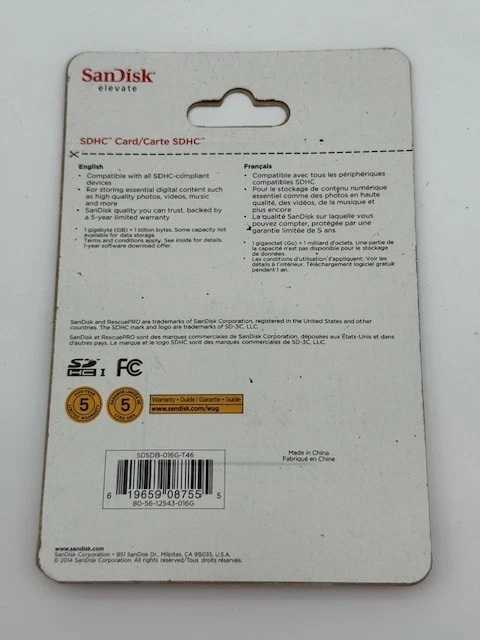 SanDisk
elevate
SDHC™ Card/Carte SDHC™
English
• Compatible with all SDHC-compliant
devices
• For storing essential digital content such
as high quality photos, videos, music
and more
• SanDisk quality you can trust, backed by
a 5-year limited warranty
1 gigabyte (GB) = 1 billion bytes. Some capacity not
available for data storage.
Terms and conditions apply. See inside for details.
1-year software download offer.
Français
• Compatible avec tous les périphériques
compatibles SDHC
• Pour le stockage de contenu numérique
essentiel comme des photos en haute
qualité, des vidéos, de la musique et
plus encore
• La qualité SanDisk sur laquelle vous
pouvez compter, protégée par une
garantie limitée de 5 ans
1 gigaoctet (Go) = 1 milliard d'octets. Une partie de
la capacité n'est pas disponible pour le stockage
de données.
Les conditions d'utilisation s'appliquent. Voir les
détails à l'intérieur. Téléchargement logiciel gratuit
pendant 1 an.
SanDisk and RescuePRO are trademarks of SanDisk Corporation, registered in the United States and other
countries. The SDHC mark and logo are trademarks of SD-3C, LLC.
SanDisk et RescuePRO sont des marques commerciales de SanDisk Corporation, déposées aux États-Unis et dans
d'autres pays. La marque et le logo SDHC sont des marques commerciales de SD-3C, LLC.
SD HC I FC
5 5 Warranty • Guide | Garantie • Guide
www.sandisk.com/wug
SDSDB-016G-T46
6 19659 08755 5
80-56-12543-016G
Made in China
Fabriqué en Chine
www.sandisk.com
SanDisk Corporation • 951 SanDisk Dr., Milpitas, CA 95035, U.S.A.
© 2014 SanDisk Corporation. All rights reserved/Tous droits réservés.